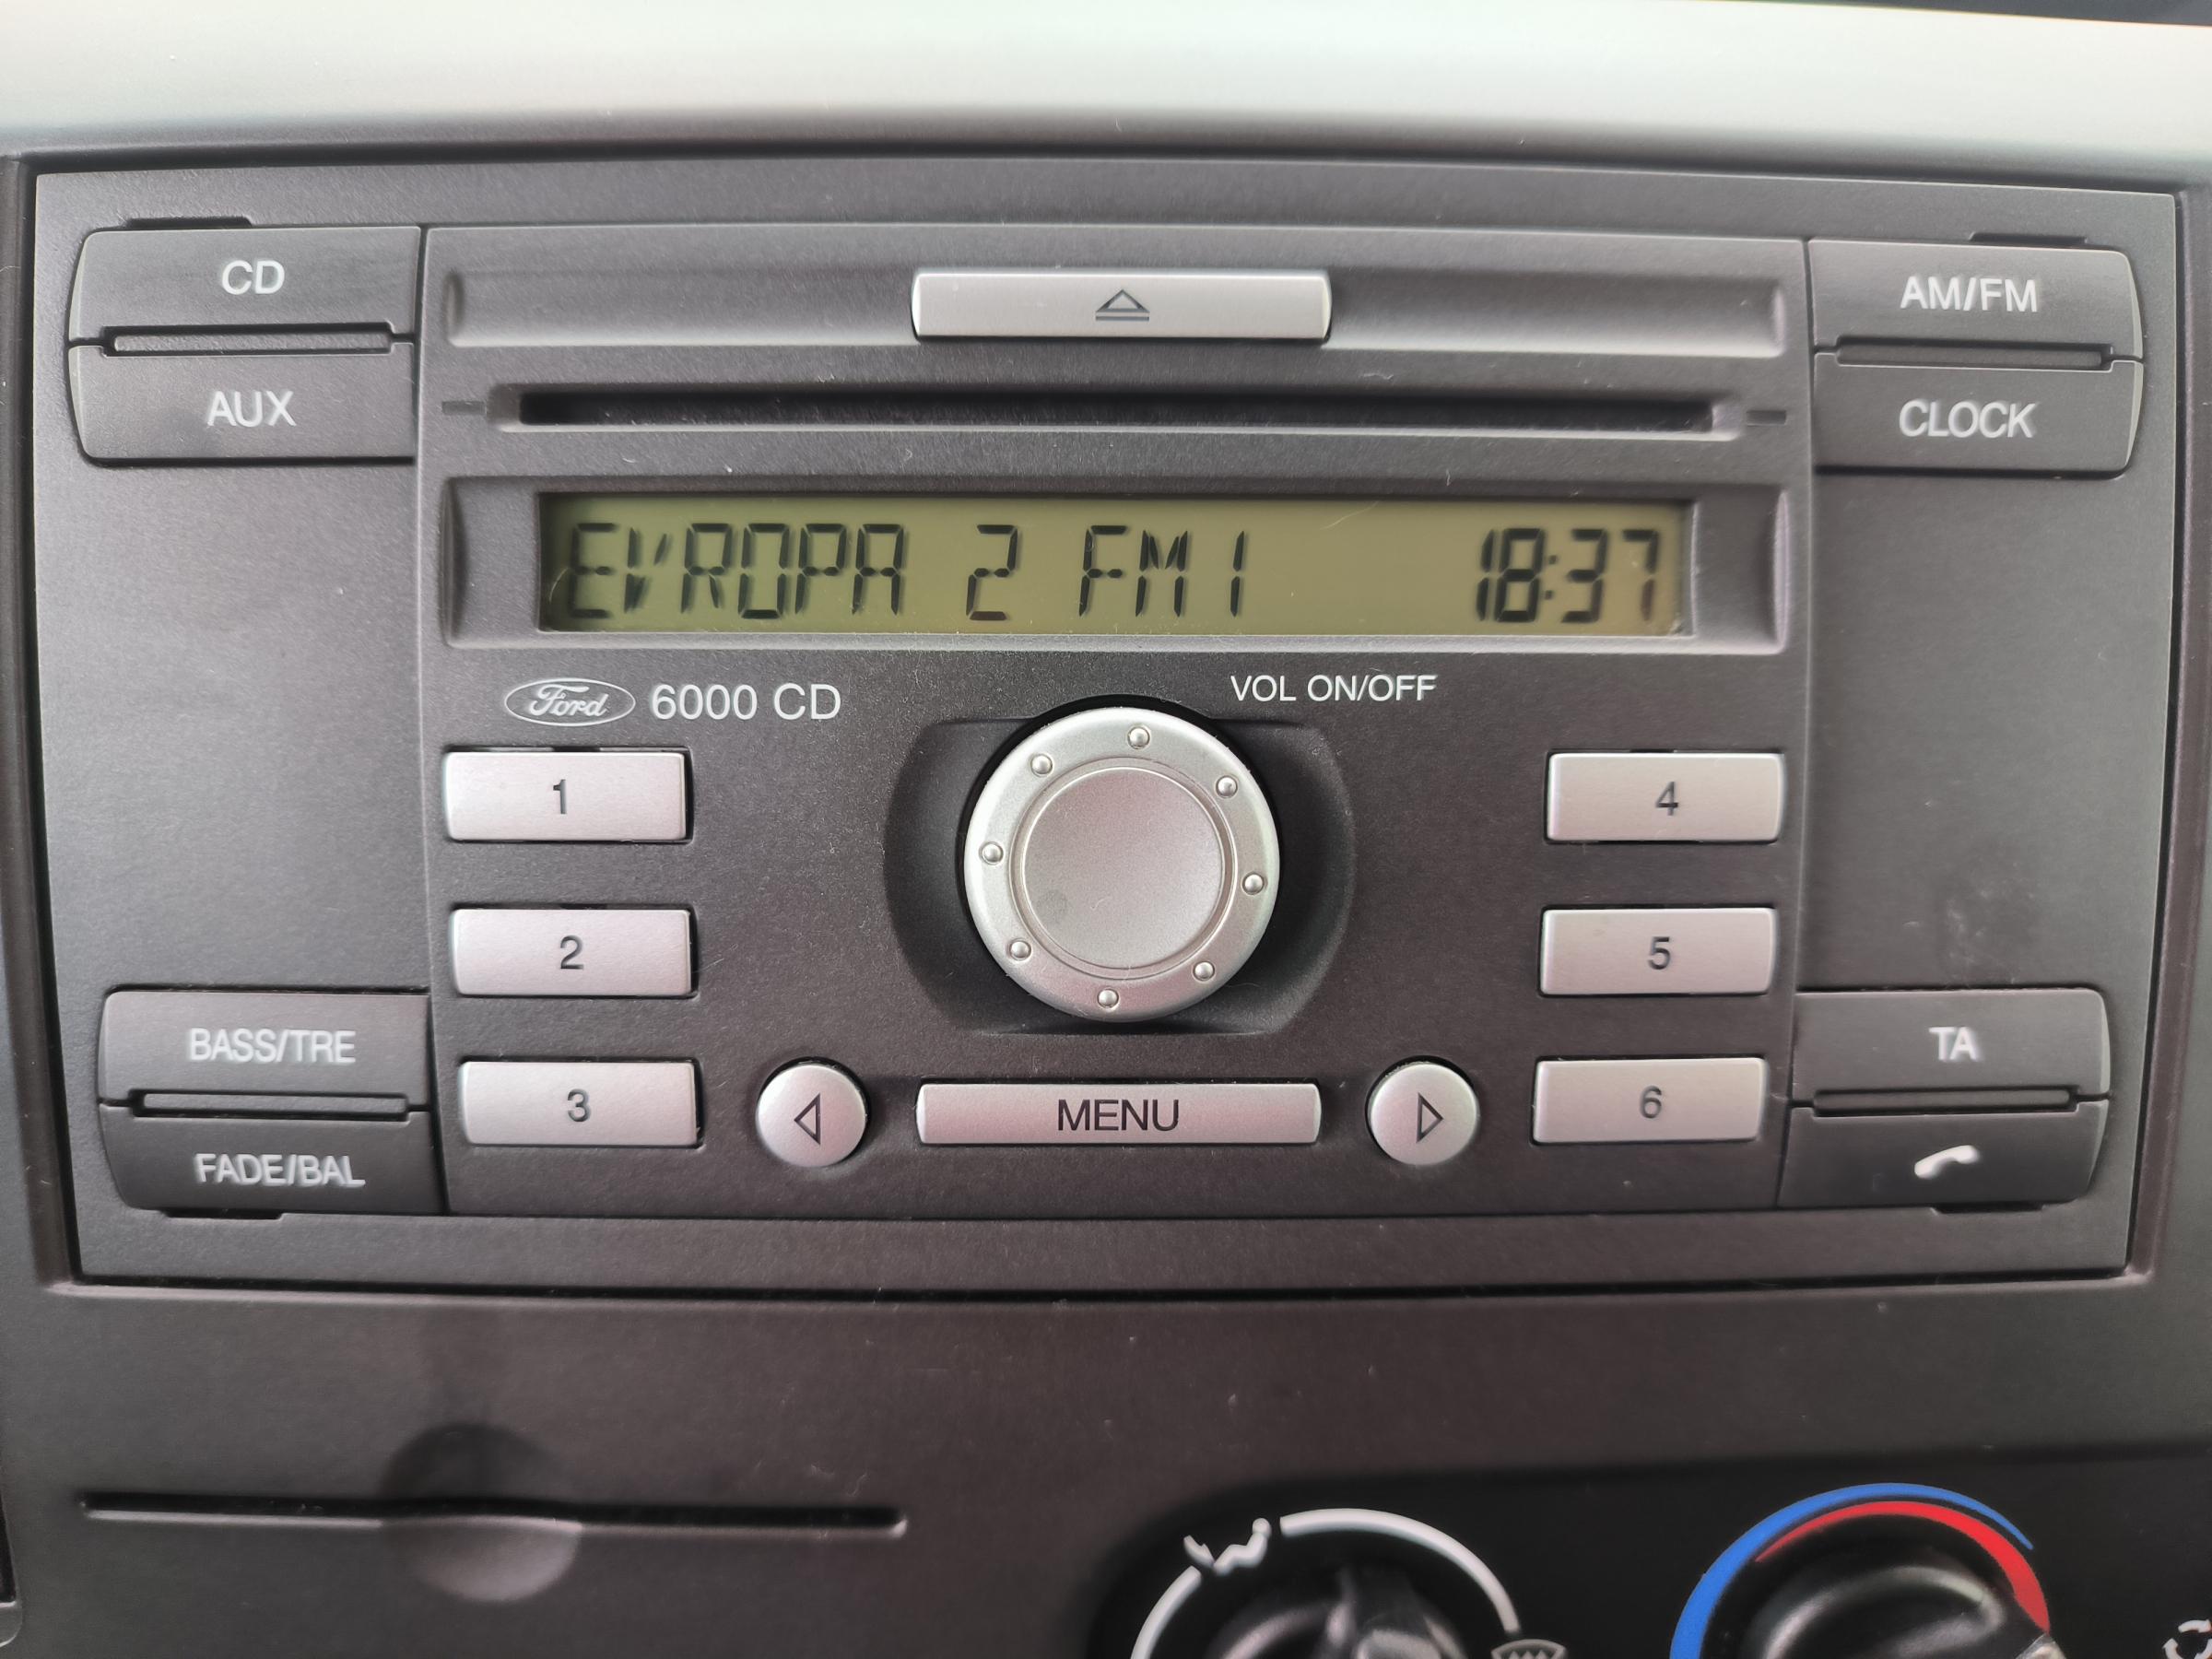 CD
AM/FM
AUX
CLOCK
EVROPA 2 FM1 18:37
Ford 6000 CD
VOL ON/OFF
1
4
2
5
BASS/TRE
TA
3
MENU
6
FADE/BAL